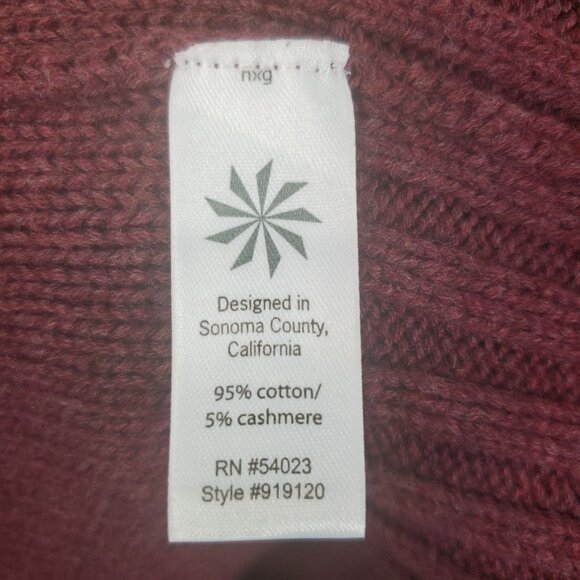 nxg
Designed in
Sonoma County,
California
95% cotton/
5% cashmere
RN #54023
Style #919120